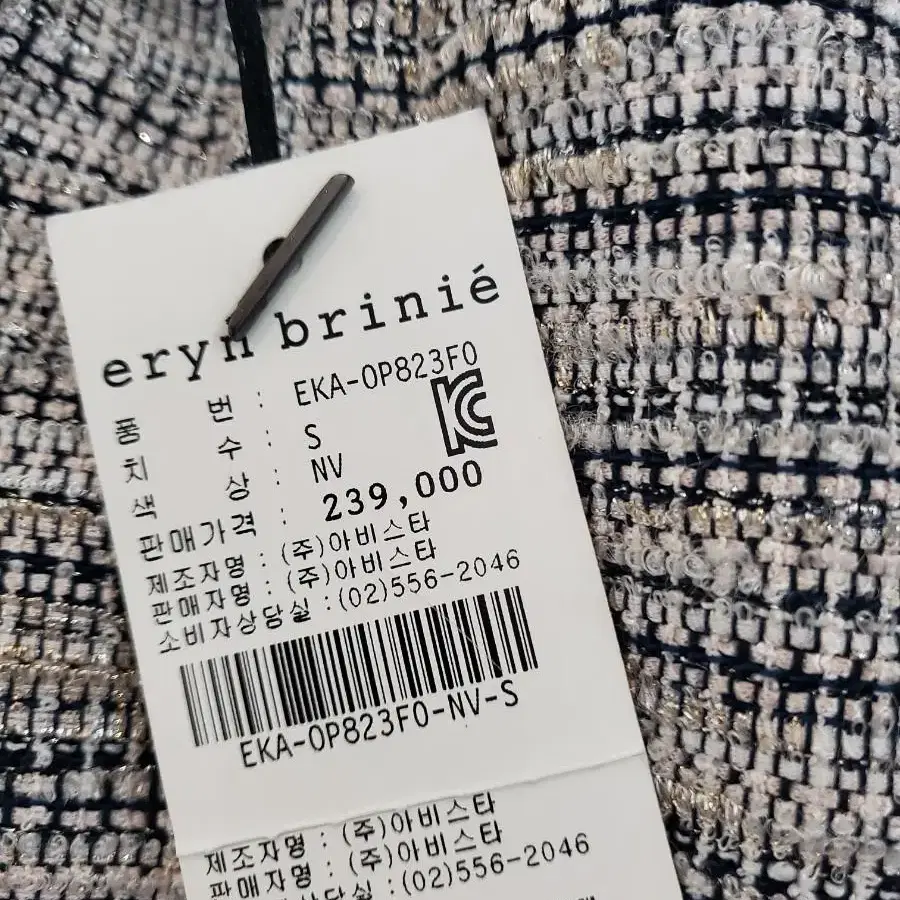 eryn brinié
품 번 : EKA-OP823F0
치 수 : S
색 상 : NV
판매가격 : 239,000
제조자명 : (주)아비스타
판매자명 : (주)아비스타
소비자상담실 : (02)556-2046
EKA-OP823F0-NV-S
제조자명 : (주)아비스타
판매자명 : (주)아비스타
상담실 : (02)556-2046